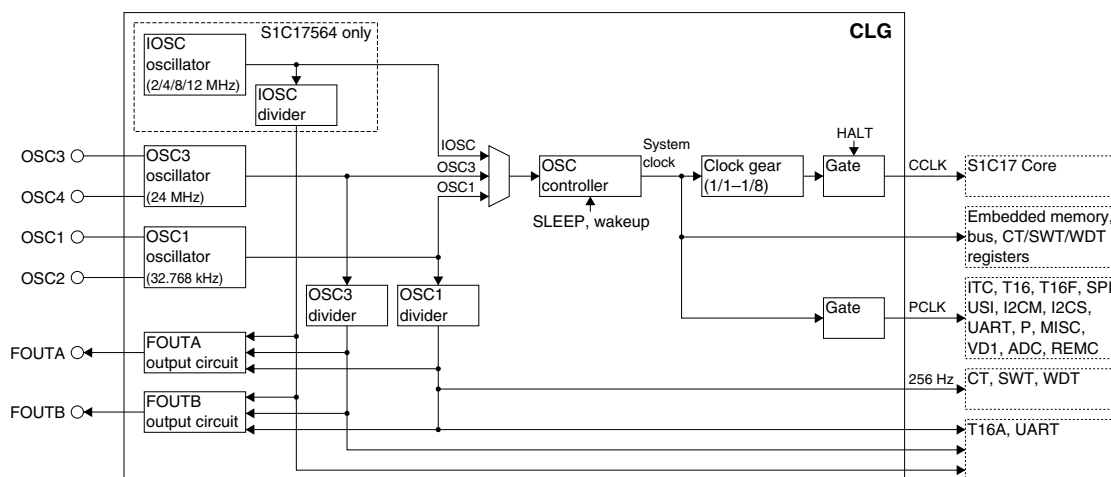 S1C17564 only
CLG
IOSC
oscillator
(2/4/8/12 MHz)
IOSC
divider
OSC3
OSC4
OSC3
oscillator
(24 MHz)
OSC1
OSC2
OSC1
oscillator
(32.768 kHz)
IOSC
OSC3
OSC1
OSC
controller
SLEEP, wakeup
System
clock
Clock gear
(1/1–1/8)
HALT
Gate
CCLK
S1C17 Core
Embedded memory,
bus, CT/SWT/WDT
registers
OSC3
divider
OSC1
divider
Gate
PCLK
ITC, T16, T16F, SPI,
USI, I2CM, I2CS,
UART, P, MISC,
VD1, ADC, REMC
FOUTA
FOUTA
output circuit
256 Hz
CT, SWT, WDT
FOUTB
FOUTB
output circuit
T16A, UART